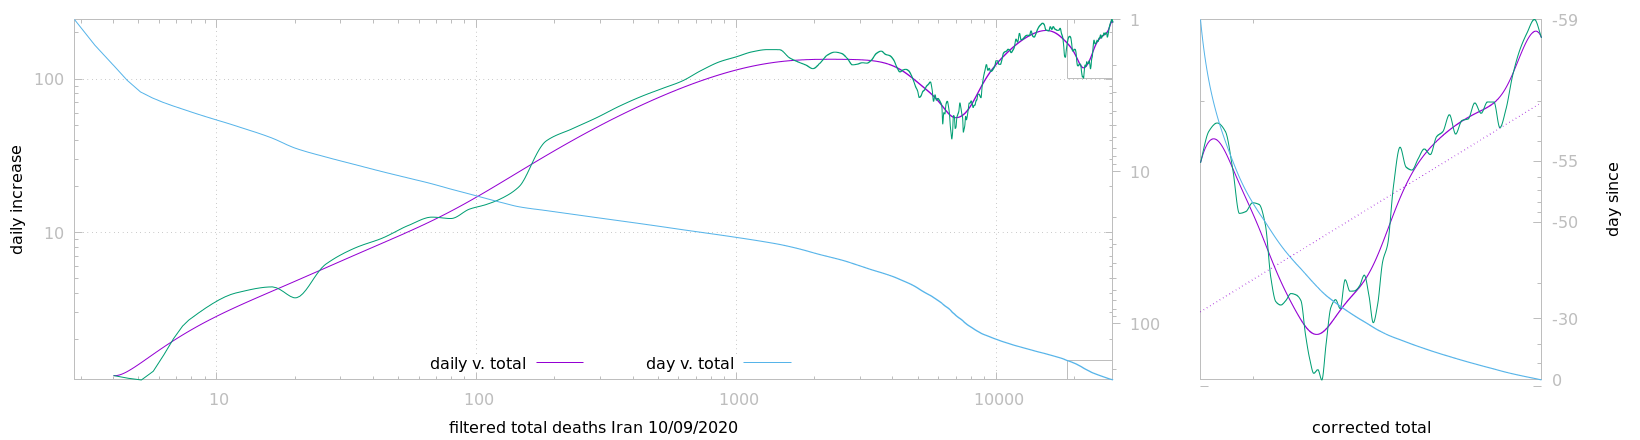 daily increase
100
10
daily v. total
day v. total
10
100
1000
10000
filtered total deaths Iran 10/09/2020
1
10
100
-59
-55
-50
-30
0
day since
corrected total